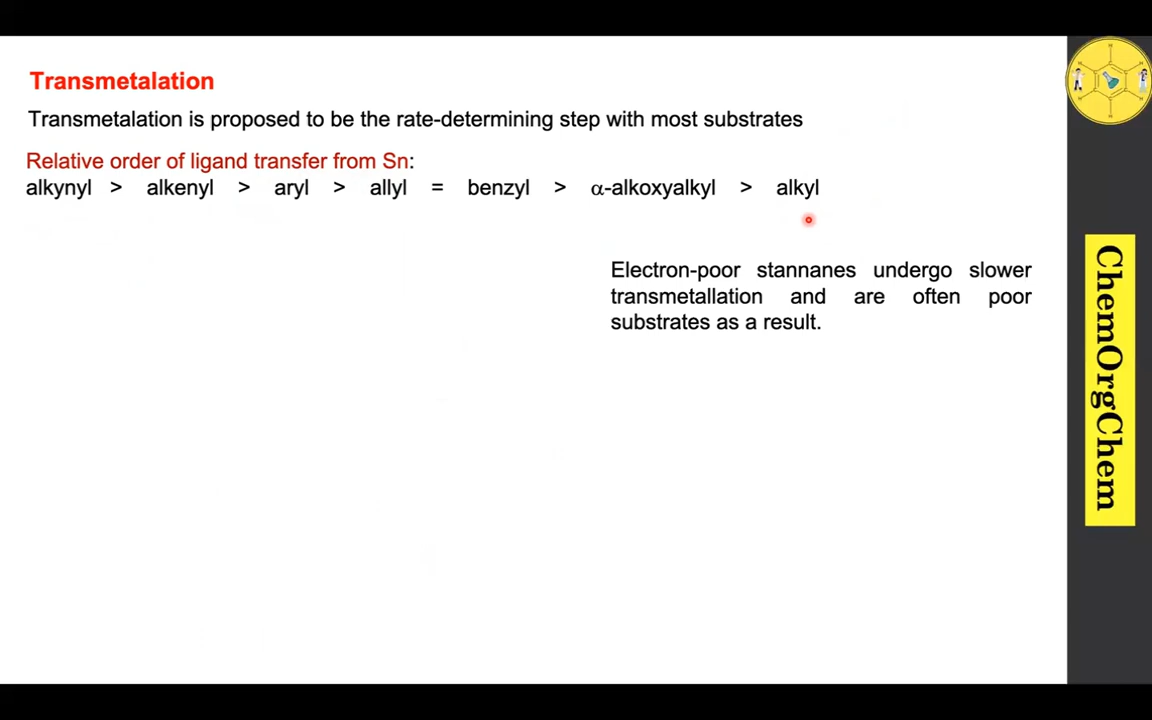 Transmetalation
Transmetalation is proposed to be the rate-determining step with most substrates
Relative order of ligand transfer from Sn:
alkynyl > alkenyl > aryl > allyl = benzyl > α-alkoxyalkyl > alkyl
Electron-poor stannanes undergo slower
transmetallation and are often poor
substrates as a result.
ChemOrgChem